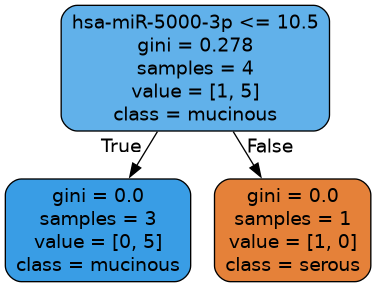 hsa-miR-5000-3p <= 10.5
gini = 0.278
samples = 4
value = [1, 5]
class = mucinous
True
False
gini = 0.0
samples = 3
value = [0, 5]
class = mucinous
gini = 0.0
samples = 1
value = [1, 0]
class = serous